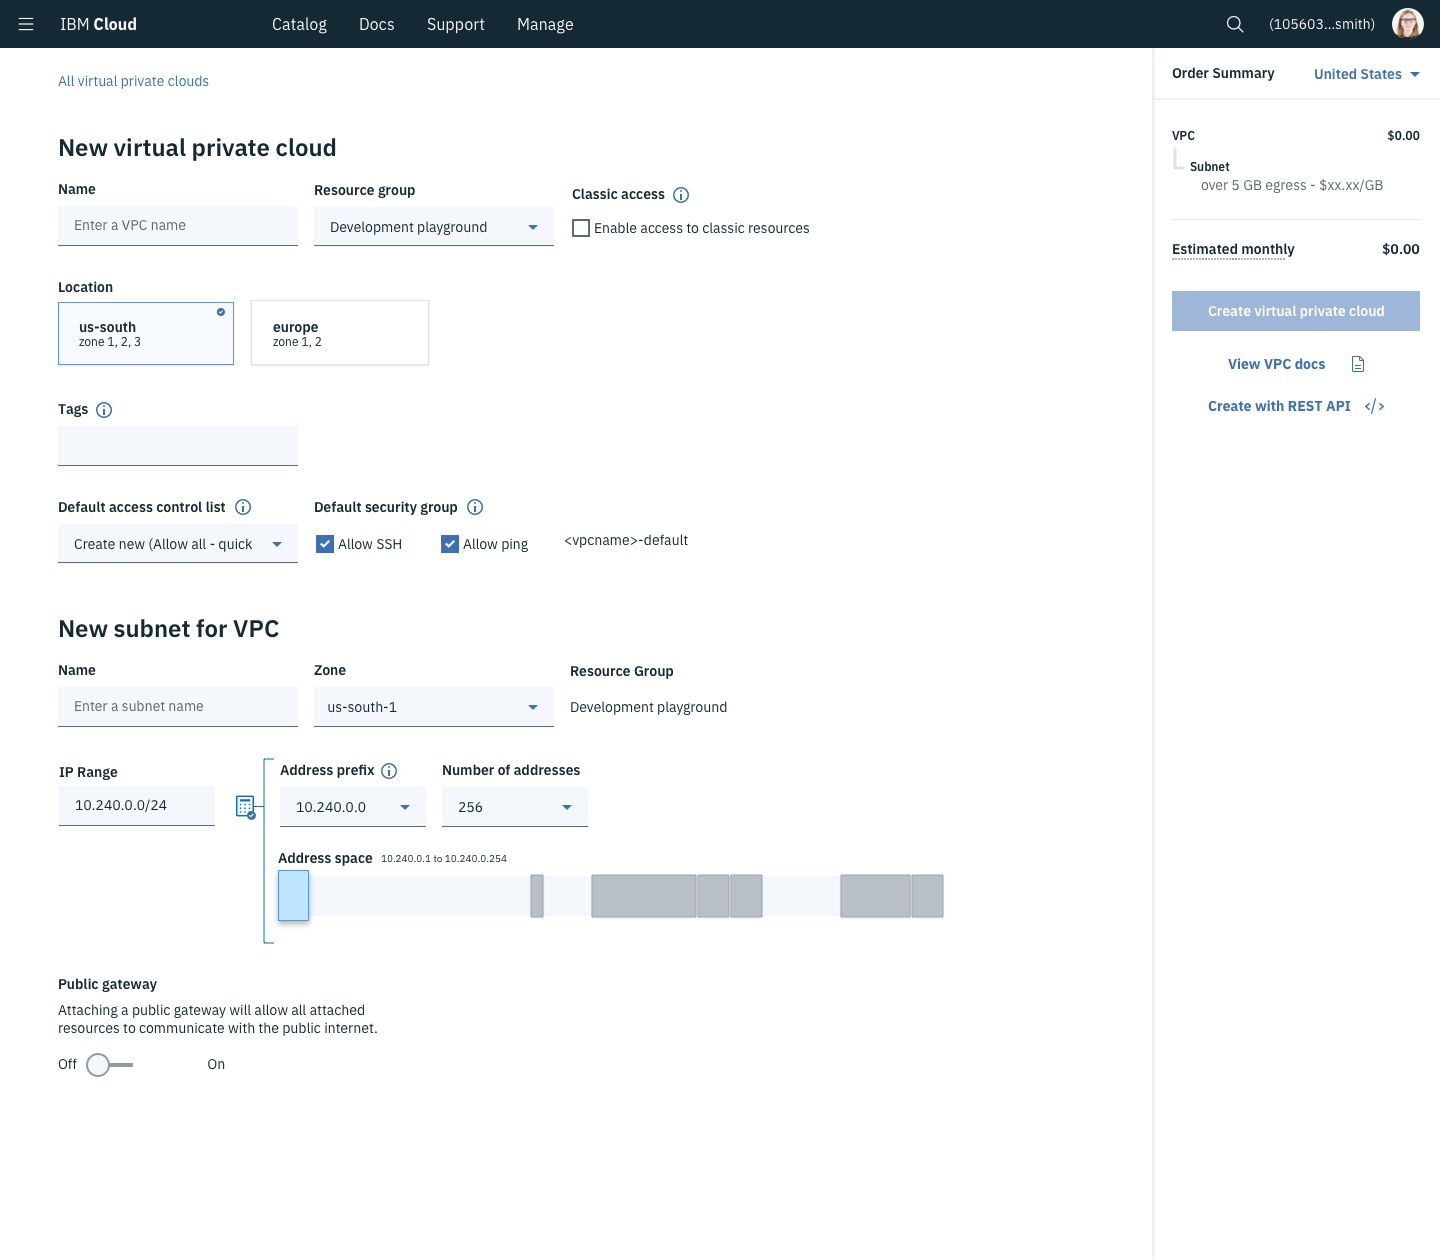 IBM Cloud
Catalog
Docs
Support
Manage
(105603...smith)
All virtual private clouds
New virtual private cloud
Name
Resource group
Classic access
Enter a VPC name
Development playground
Enable access to classic resources
Location
us-south
zone 1, 2, 3
europe
zone 1, 2
Tags
Default access control list
Default security group
Create new (Allow all - quick
Allow SSH
Allow ping
<vpcname>-default
New subnet for VPC
Name
Zone
Resource Group
Enter a subnet name
us-south-1
Development playground
IP Range
10.240.0.0/24
Address prefix
Number of addresses
10.240.0.0
256
Address space 10.240.0.1 to 10.240.0.254
Public gateway
Attaching a public gateway will allow all attached
resources to communicate with the public internet.
Off
On
Order Summary
United States
VPC
$0.00
Subnet
over 5 GB egress - $xx.xx/GB
Estimated monthly
$0.00
Create virtual private cloud
View VPC docs
Create with REST API </>